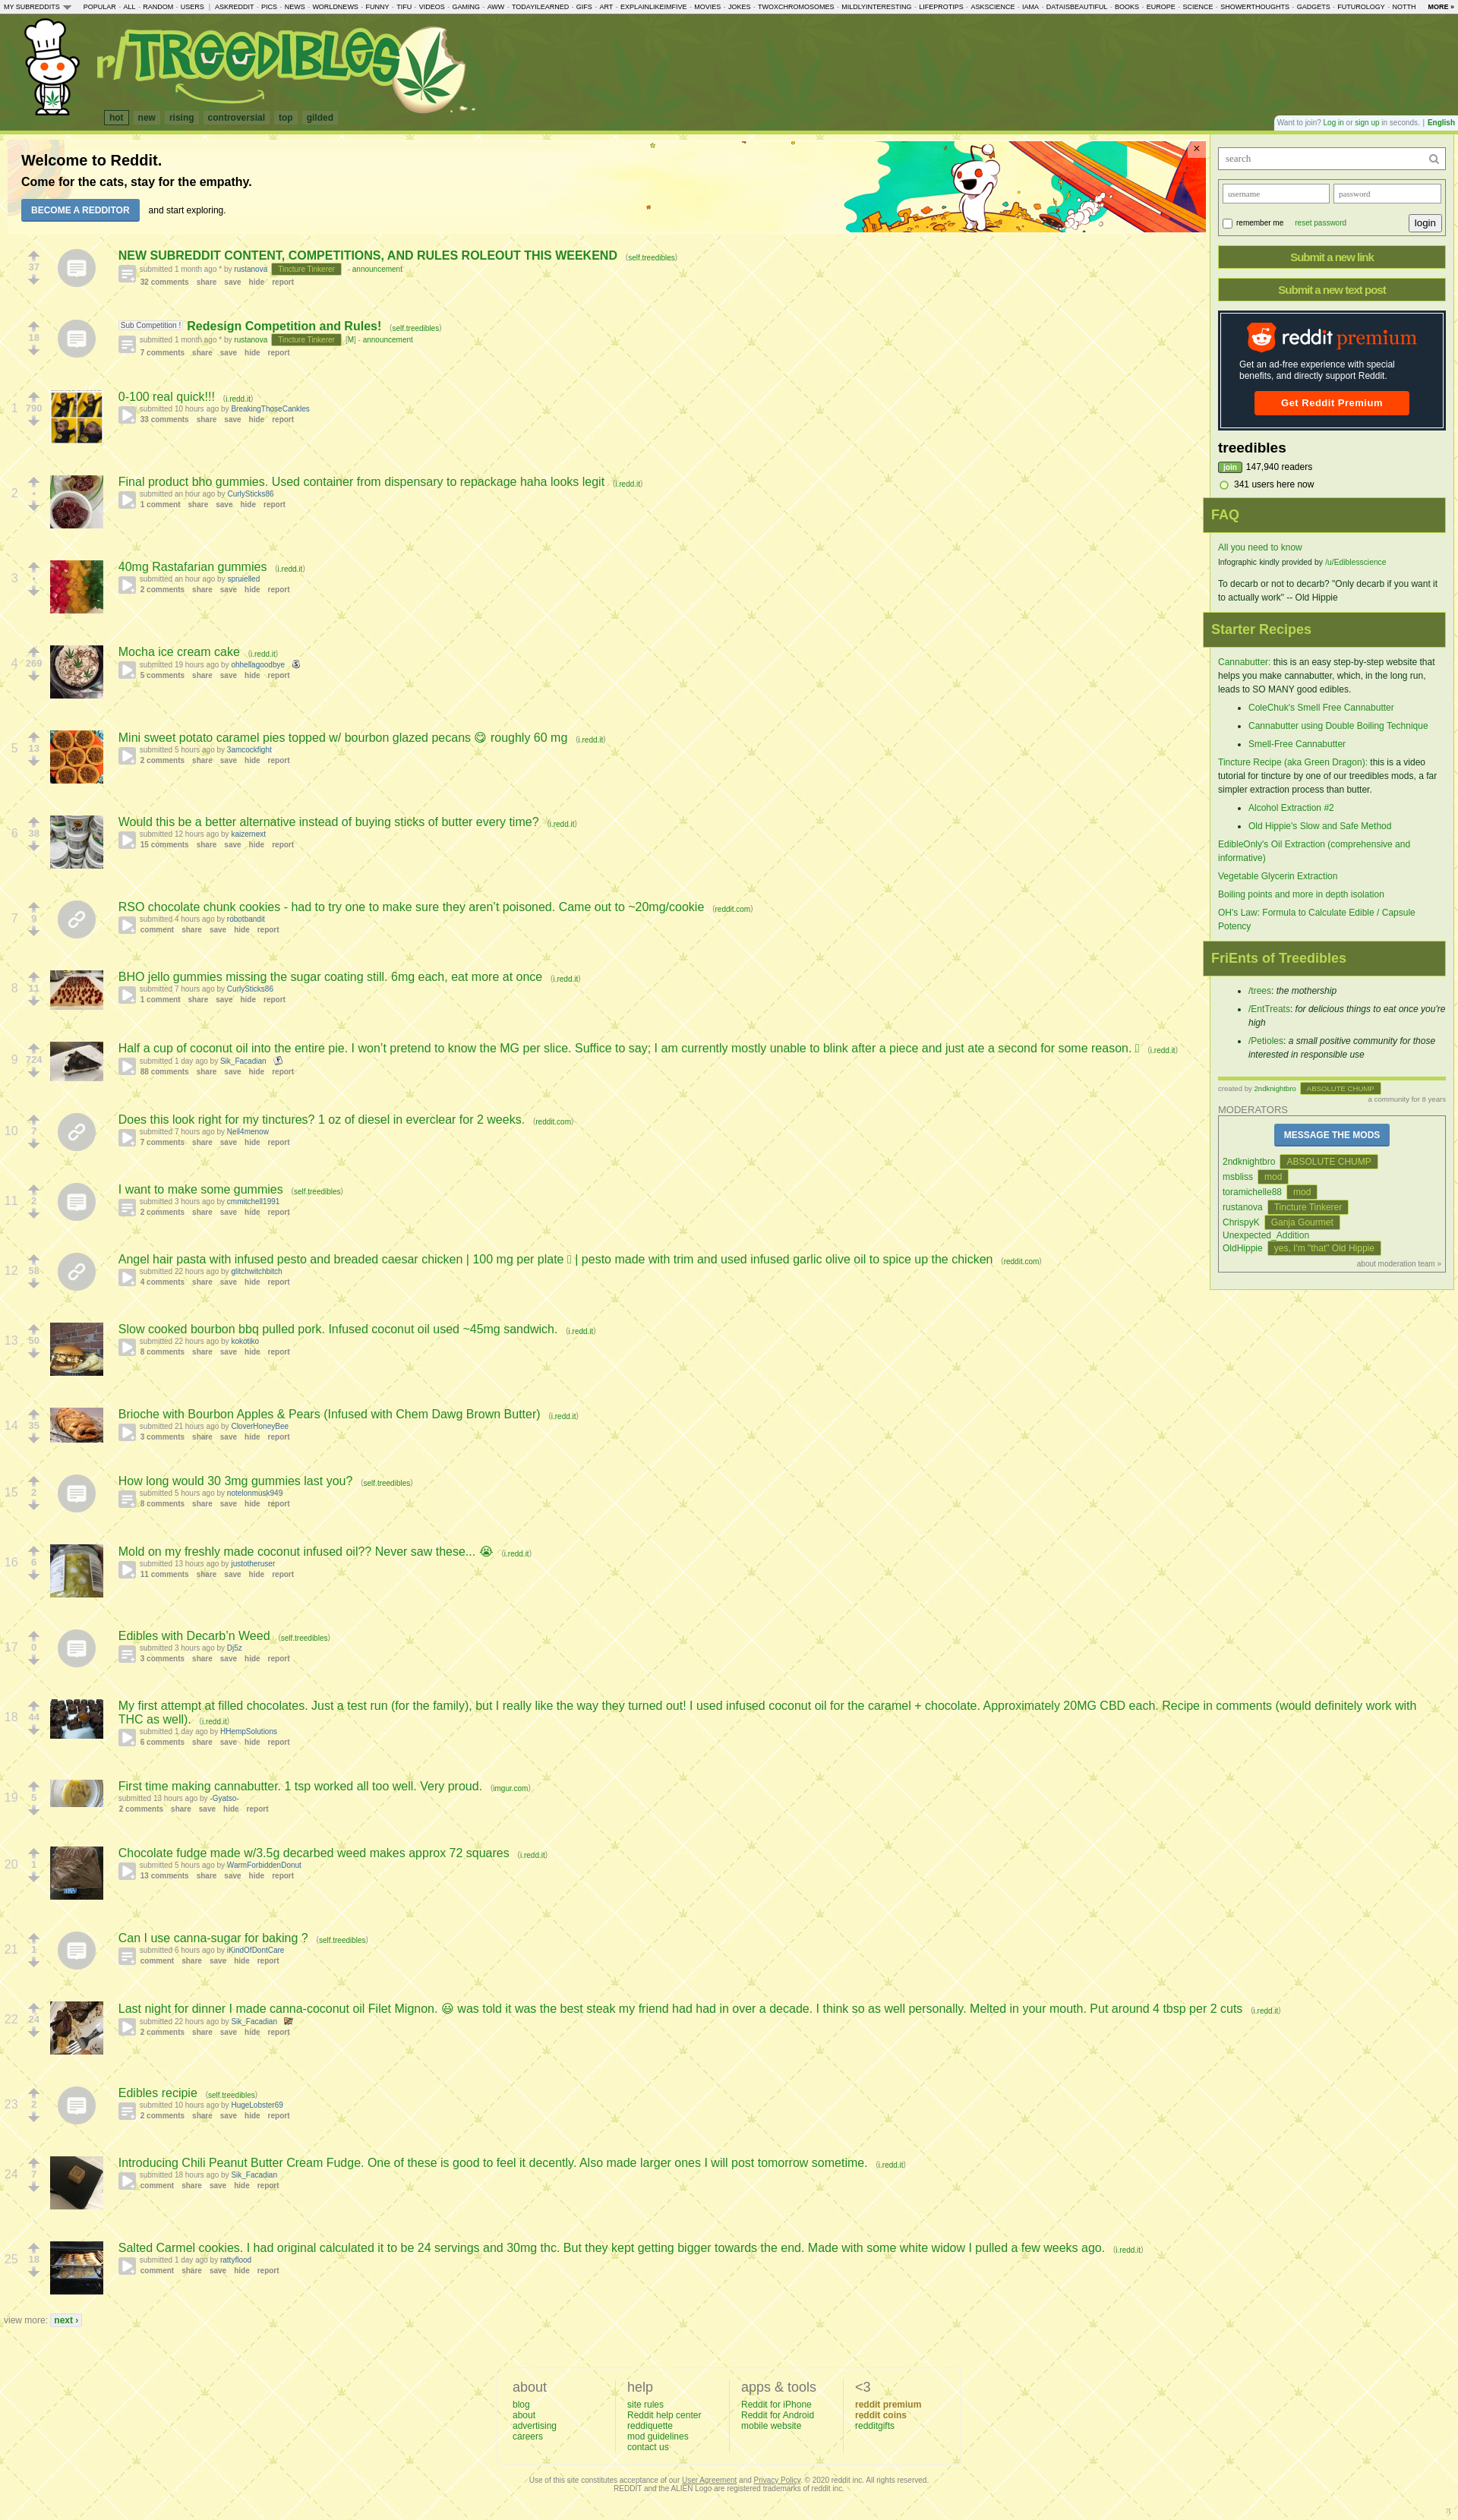 MY SUBREDDITS POPULAR - ALL - RANDOM - USERS | ASKREDDIT - PICS - NEWS - WORLDNEWS - FUNNY - TIFU - VIDEOS - GAMING - AWW - TODAYILEARNED - GIFS - ART - EXPLAINLIKEIMFIVE - MOVIES - JOKES - TWOXCHROMOSOMES - MILDLYINTERESTING - LIFEPROTIPS - ASKSCIENCE - IAMA - DATAISBEAUTIFUL - BOOKS - EUROPE - SCIENCE - SHOWERTHOUGHTS - GADGETS - FUTUROLOGY - NOTTH MORE »
r/TREEDIBLES
hot new rising controversial top gilded
Want to join? Log in or sign up in seconds. | English
Welcome to Reddit.
Come for the cats, stay for the empathy.
BECOME A REDDITOR and start exploring.
×
37
NEW SUBREDDIT CONTENT, COMPETITIONS, AND RULES ROLEOUT THIS WEEKEND (self.treedibles)
submitted 1 month ago * by rustanova Tincture Tinkerer - announcement
32 comments share save hide report
18
Sub Competition ! Redesign Competition and Rules! (self.treedibles)
submitted 1 month ago * by rustanova Tincture Tinkerer [M] - announcement
7 comments share save hide report
1 790
0-100 real quick!!! (i.redd.it)
submitted 10 hours ago by BreakingThoseCankles
33 comments share save hide report
2 •
Final product bho gummies. Used container from dispensary to repackage haha looks legit (i.redd.it)
submitted an hour ago by CurlySticks86
1 comment share save hide report
3 •
40mg Rastafarian gummies (i.redd.it)
submitted an hour ago by spruielled
2 comments share save hide report
4 269
Mocha ice cream cake (i.redd.it)
submitted 19 hours ago by ohhellagoodbye
5 comments share save hide report
5 13
Mini sweet potato caramel pies topped w/ bourbon glazed pecans 😋 roughly 60 mg (i.redd.it)
submitted 5 hours ago by 3amcockfight
2 comments share save hide report
6 38
Would this be a better alternative instead of buying sticks of butter every time? (i.redd.it)
submitted 12 hours ago by kaizernext
15 comments share save hide report
7 9
RSO chocolate chunk cookies - had to try one to make sure they aren’t poisoned. Came out to ~20mg/cookie (reddit.com)
submitted 4 hours ago by robotbandit
comment share save hide report
8 11
BHO jello gummies missing the sugar coating still. 6mg each, eat more at once (i.redd.it)
submitted 7 hours ago by CurlySticks86
1 comment share save hide report
9 724
Half a cup of coconut oil into the entire pie. I won’t pretend to know the MG per slice. Suffice to say; I am currently mostly unable to blink after a piece and just ate a second for some reason. (i.redd.it)
submitted 1 day ago by Sik_Facadian
88 comments share save hide report
10 7
Does this look right for my tinctures? 1 oz of diesel in everclear for 2 weeks. (reddit.com)
submitted 7 hours ago by Neil4menow
7 comments share save hide report
11 2
I want to make some gummies (self.treedibles)
submitted 3 hours ago by cmmitchell1991
2 comments share save hide report
12 58
Angel hair pasta with infused pesto and breaded caesar chicken | 100 mg per plate | pesto made with trim and used infused garlic olive oil to spice up the chicken (reddit.com)
submitted 22 hours ago by glitchwitchbitch
4 comments share save hide report
13 50
Slow cooked bourbon bbq pulled pork. Infused coconut oil used ~45mg sandwich. (i.redd.it)
submitted 22 hours ago by kokotiko
8 comments share save hide report
14 35
Brioche with Bourbon Apples & Pears (Infused with Chem Dawg Brown Butter) (i.redd.it)
submitted 21 hours ago by CloverHoneyBee
3 comments share save hide report
15 2
How long would 30 3mg gummies last you? (self.treedibles)
submitted 5 hours ago by notelonmusk949
8 comments share save hide report
16 6
Mold on my freshly made coconut infused oil?? Never saw these... 😭 (i.redd.it)
submitted 13 hours ago by justotheruser
11 comments share save hide report
17 0
Edibles with Decarb’n Weed (self.treedibles)
submitted 3 hours ago by Dj5z
3 comments share save hide report
18 44
My first attempt at filled chocolates. Just a test run (for the family), but I really like the way they turned out! I used infused coconut oil for the caramel + chocolate. Approximately 20MG CBD each. Recipe in comments (would definitely work with
THC as well). (i.redd.it)
submitted 1 day ago by HHempSolutions
6 comments share save hide report
19 5
First time making cannabutter. 1 tsp worked all too well. Very proud. (imgur.com)
submitted 13 hours ago by -Gyatso-
2 comments share save hide report
20 1
Chocolate fudge made w/3.5g decarbed weed makes approx 72 squares (i.redd.it)
submitted 5 hours ago by WarmForbiddenDonut
13 comments share save hide report
21 1
Can I use canna-sugar for baking ? (self.treedibles)
submitted 6 hours ago by iKindOfDontCare
comment share save hide report
22 24
Last night for dinner I made canna-coconut oil Filet Mignon. 😃 was told it was the best steak my friend had had in over a decade. I think so as well personally. Melted in your mouth. Put around 4 tbsp per 2 cuts (i.redd.it)
submitted 22 hours ago by Sik_Facadian
2 comments share save hide report
23 2
Edibles recipie (self.treedibles)
submitted 10 hours ago by HugeLobster69
2 comments share save hide report
24 7
Introducing Chili Peanut Butter Cream Fudge. One of these is good to feel it decently. Also made larger ones I will post tomorrow sometime. (i.redd.it)
submitted 18 hours ago by Sik_Facadian
comment share save hide report
25 18
Salted Carmel cookies. I had original calculated it to be 24 servings and 30mg thc. But they kept getting bigger towards the end. Made with some white widow I pulled a few weeks ago. (i.redd.it)
submitted 1 day ago by rattyflood
comment share save hide report
view more: next ›
search
username password
remember me reset password login
Submit a new link
Submit a new text post
reddit premium
Get an ad-free experience with special
benefits, and directly support Reddit.
Get Reddit Premium
treedibles
join 147,940 readers
341 users here now
FAQ
All you need to know
Infographic kindly provided by /u/Ediblesscience
To decarb or not to decarb? "Only decarb if you want it
to actually work" -- Old Hippie
Starter Recipes
Cannabutter: this is an easy step-by-step website that
helps you make cannabutter, which, in the long run,
leads to SO MANY good edibles.
• ColeChuk's Smell Free Cannabutter
• Cannabutter using Double Boiling Technique
• Smell-Free Cannabutter
Tincture Recipe (aka Green Dragon): this is a video
tutorial for tincture by one of our treedibles mods, a far
simpler extraction process than butter.
• Alcohol Extraction #2
• Old Hippie's Slow and Safe Method
EdibleOnly's Oil Extraction (comprehensive and
informative)
Vegetable Glycerin Extraction
Boiling points and more in depth isolation
OH's Law: Formula to Calculate Edible / Capsule
Potency
FriEnts of Treedibles
• /trees: the mothership
• /EntTreats: for delicious things to eat once you're
high
• /Petioles: a small positive community for those
interested in responsible use
created by 2ndknightbro ABSOLUTE CHUMP
a community for 8 years
MODERATORS
MESSAGE THE MODS
2ndknightbro ABSOLUTE CHUMP
msbliss mod
toramichelle88 mod
rustanova Tincture Tinkerer
ChrispyK Ganja Gourmet
Unexpected_Addition
OldHippie yes, I'm "that" Old Hippie
about moderation team »
about
blog
about
advertising
careers
help
site rules
Reddit help center
reddiquette
mod guidelines
contact us
apps & tools
Reddit for iPhone
Reddit for Android
mobile website
<3
reddit premium
reddit coins
redditgifts
Use of this site constitutes acceptance of our User Agreement and Privacy Policy. © 2020 reddit inc. All rights reserved.
REDDIT and the ALIEN Logo are registered trademarks of reddit inc.
π